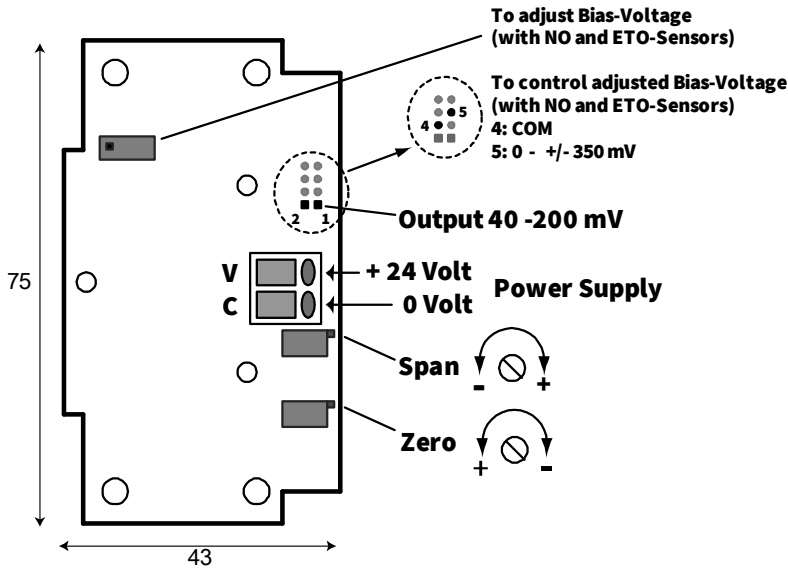 To adjust Bias-Voltage
(with NO and ETO-Sensors)
To control adjusted Bias-Voltage
(with NO and ETO-Sensors)
5
4
4: COM
5: 0 - +/- 350 mV
2 1
Output 40 -200 mV
75
V
+ 24 Volt
C
0 Volt
Power Supply
Span
- +
Zero
+ -
43